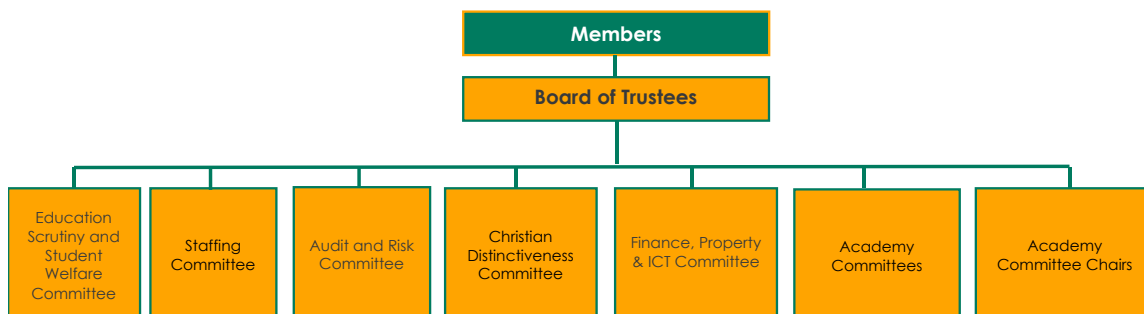 Members
Board of Trustees
Education
Scrutiny and
Student
Welfare
Committee
Staffing
Committee
Audit and Risk
Committee
Christian
Distinctiveness
Committee
Finance, Property
& ICT Committee
Academy
Committees
Academy
Committee Chairs